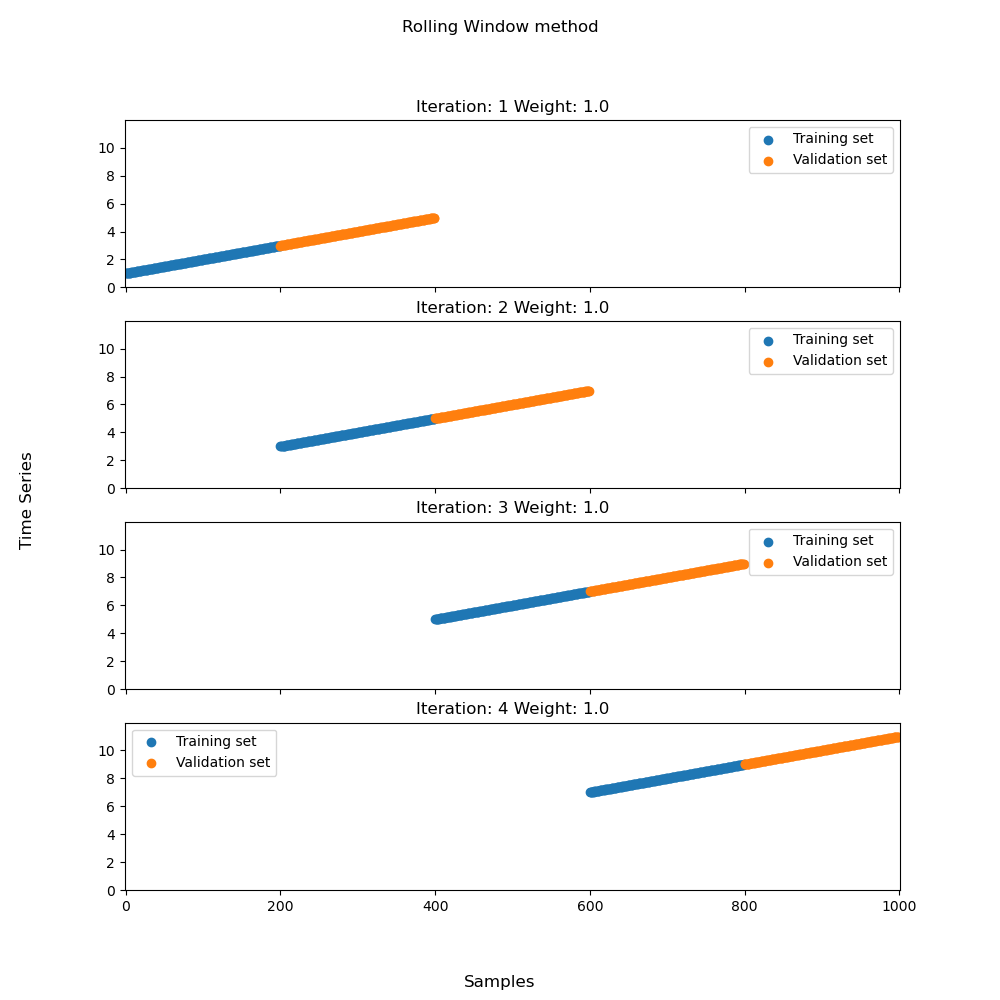 Rolling Window method
Iteration: 1 Weight: 1.0
Training set
Validation set
10
8
6
4
2
0
Iteration: 2 Weight: 1.0
Training set
Validation set
10
8
6
4
2
0
Time Series
Iteration: 3 Weight: 1.0
Training set
Validation set
10
8
6
4
2
0
Iteration: 4 Weight: 1.0
Training set
Validation set
10
8
6
4
2
0
0 200 400 600 800 1000
Samples